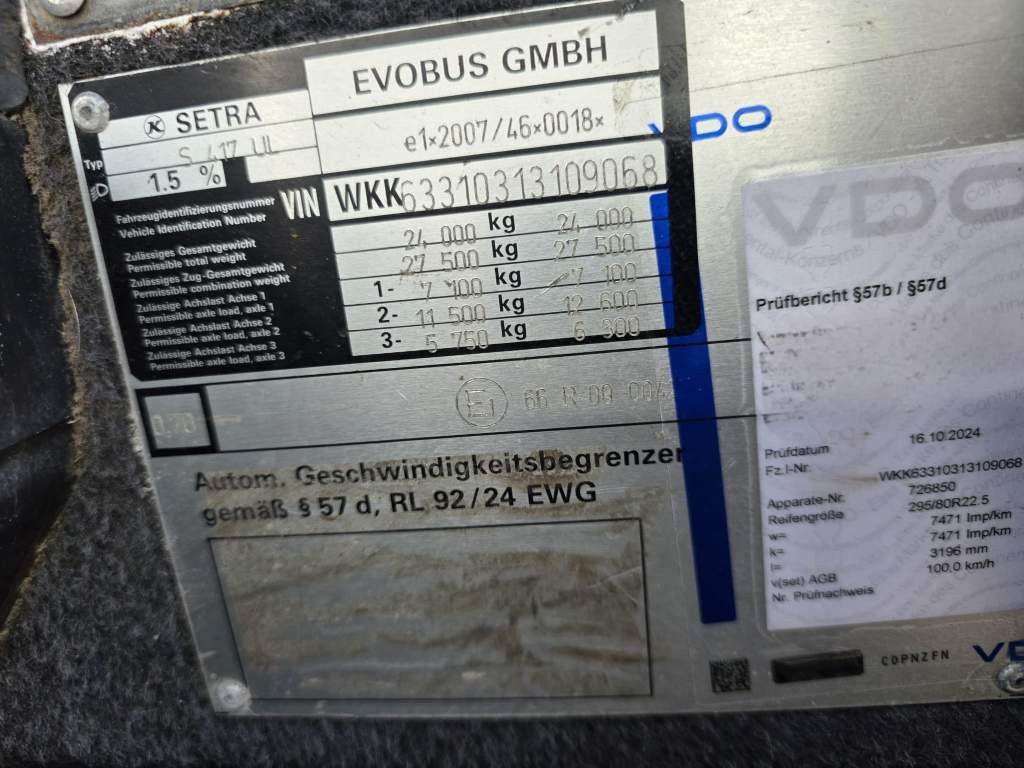 EVOBUS GMBH
K SETRA
Typ S 417 UL
1.5 %
e1*2007/46*0018*
Fahrzeugidentifizierungsnummer
Vehicle Identification Number
VIN WKK63310313109068
Zulässiges Gesamtgewicht
Permissible total weight
24 000 kg 24 000
Zulässiges Zug-Gesamtgewicht
Permissible combination weight
27 500 kg 27 500
Zulässige Achslast Achse 1
Permissible axle load, axle 1
1- 7 100 kg 7 100
Zulässige Achslast Achse 2
Permissible axle load, axle 2
2- 11 500 kg 12 600
Zulässige Achslast Achse 3
Permissible axle load, axle 3
3- 5 750 kg 6 300
0.70
E1 66 R-00 004
Autom. Geschwindigkeitsbegrenzer
gemäß § 57 d, RL 92/24 EWG
VDO
VDO
Prüfbericht §57b / §57d
Prüfdatum 16.10.2024
Fz.I-Nr. WKK63310313109068
Apparate-Nr. 726850
Reifengröße 295/80R22.5
w= 7471 Imp/km
k= 7471 Imp/km
l= 3196 mm
v(set) AGB 100.0 km/h
Nr. Prüfnachweis
CDPNZFN
VD